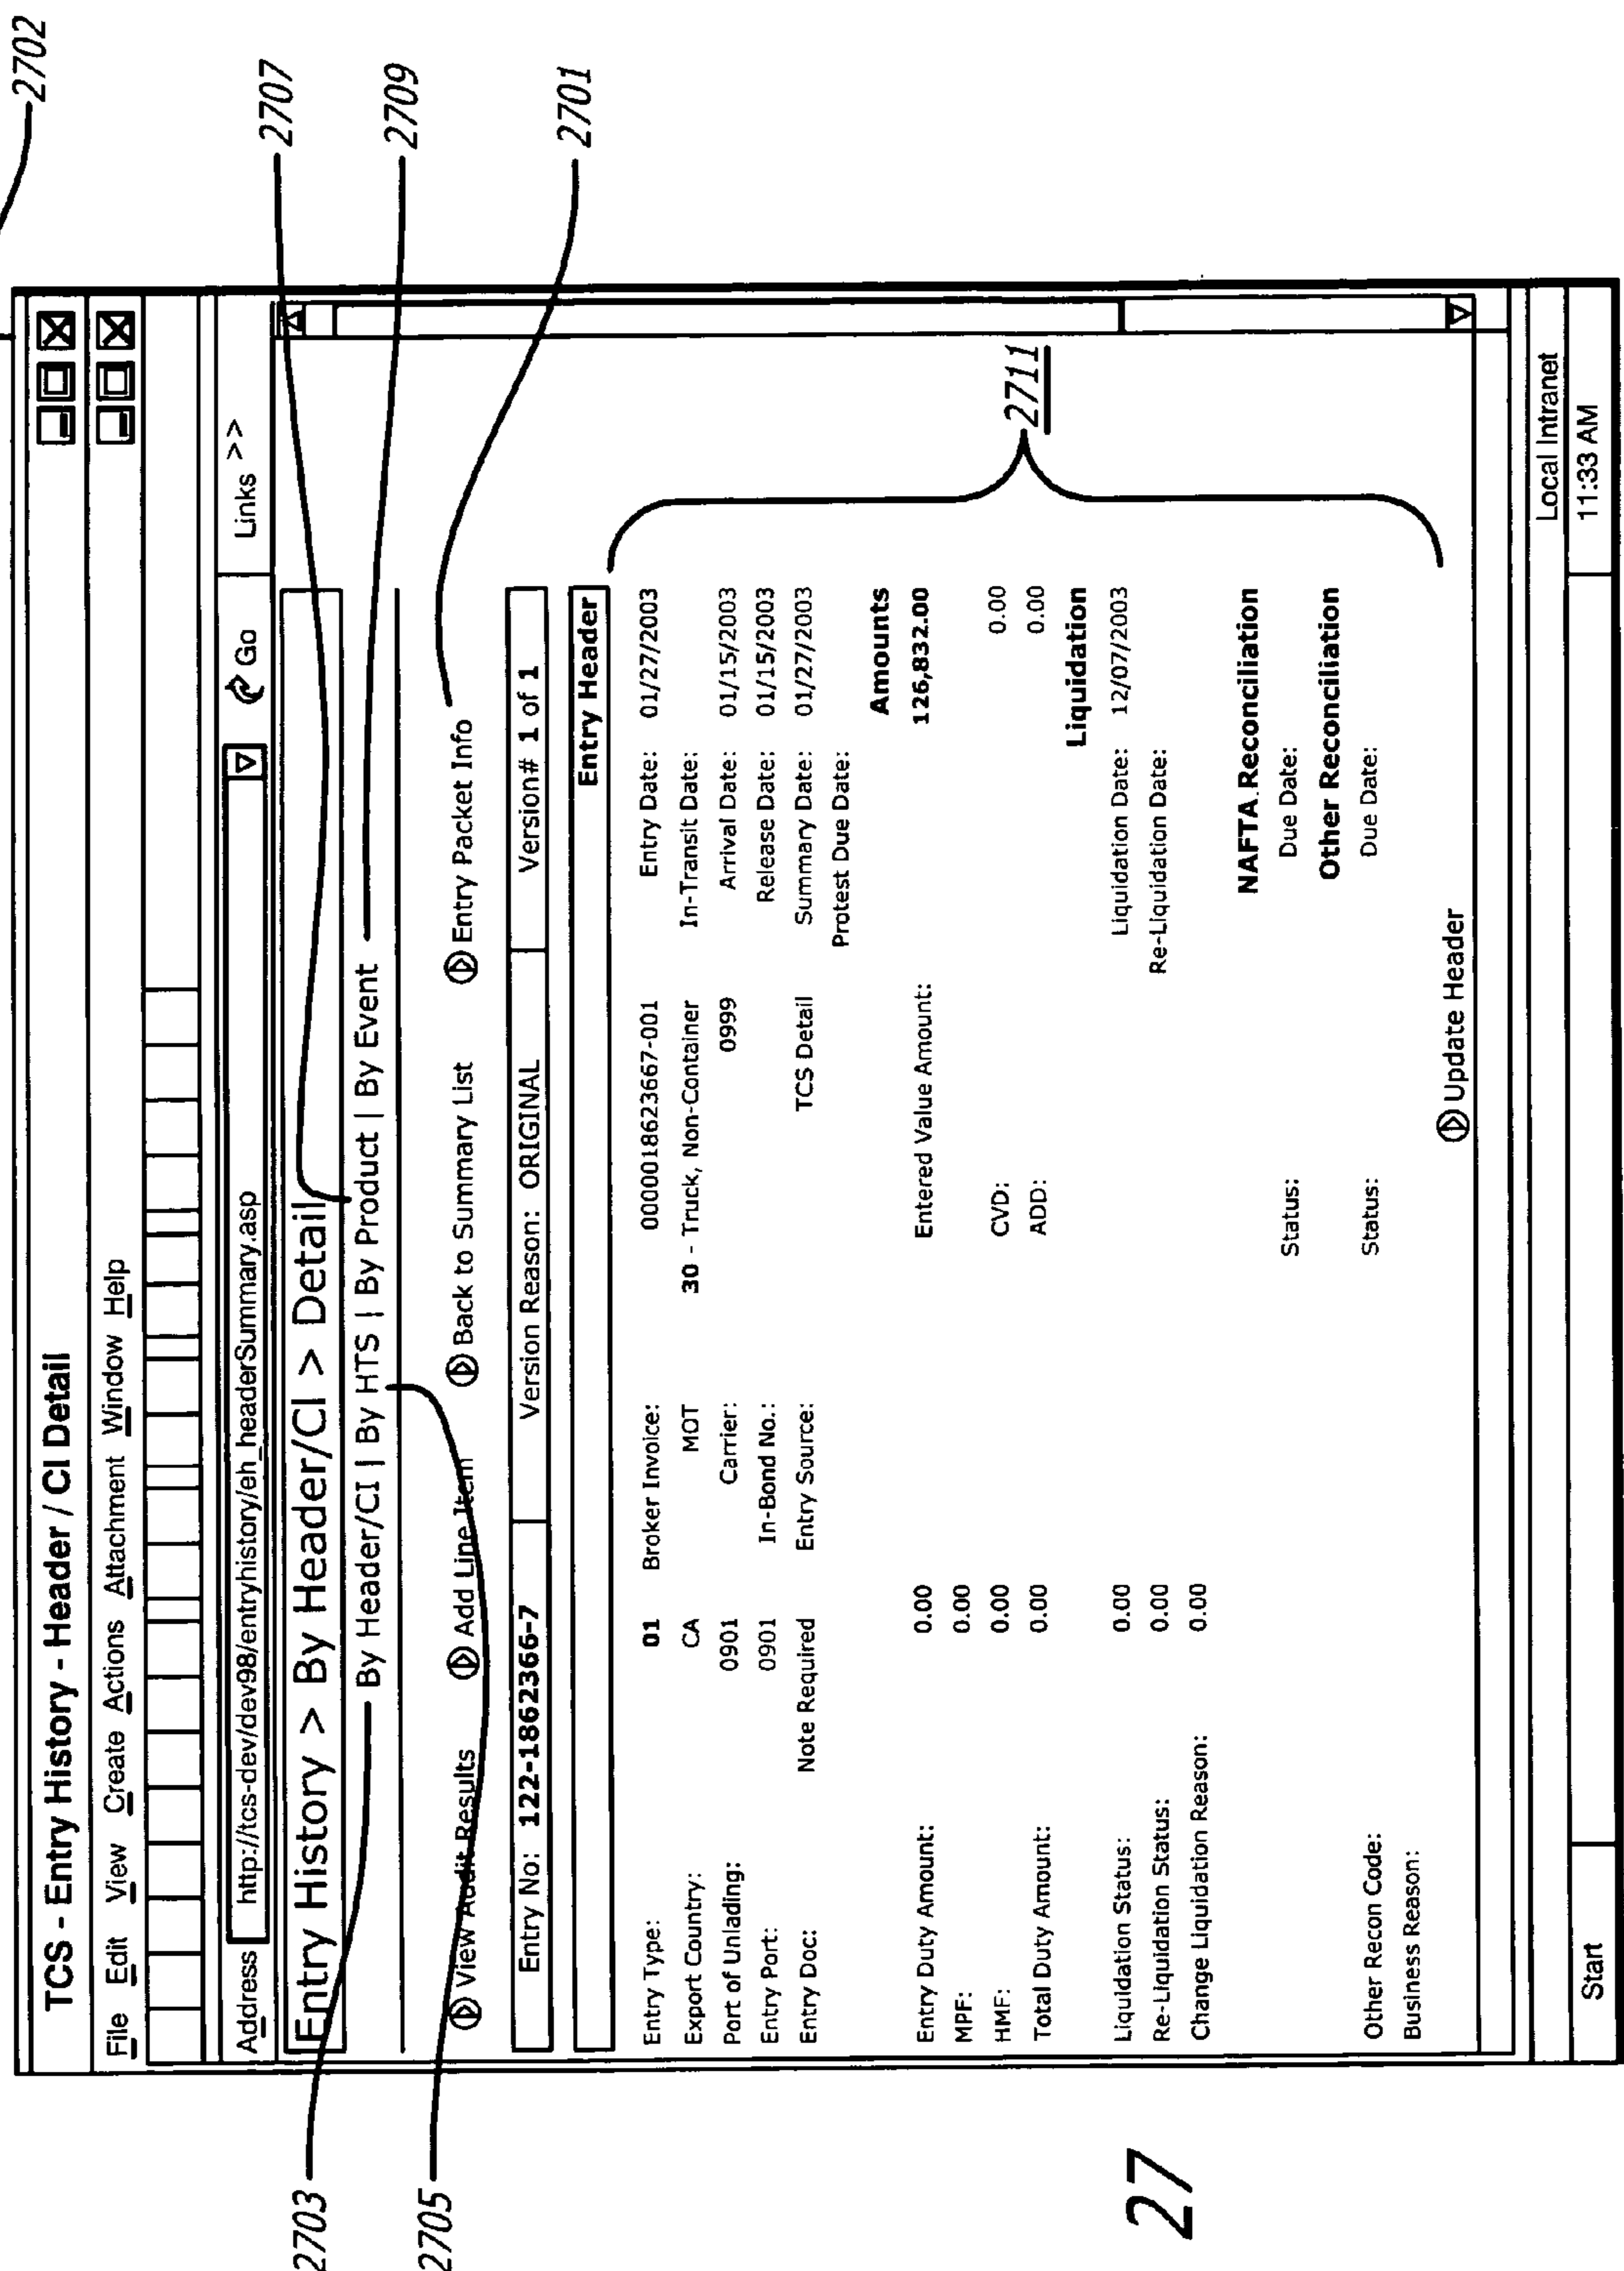 2702
TCS - Entry History - Header / CI Detail
File Edit View Create Actions Attachment Window Help
Address http://tcs-dev/dev98/entryhistory/eh_headerSummary.asp Go Links >>
2707
Entry History > By Header/CI > Detail
2703
By Header/CI | By HTS | By Product | By Event
2709
2705
View Audit Results Add Line Item Back to Summary List Entry Packet Info
2701
Entry No: 122-1862366-7 Version Reason: ORIGINAL Version# 1 of 1
Entry Header
Entry Type: 01 Broker Invoice: 0000018623667-001 Entry Date: 01/27/2003
Export Country: CA MOT 30 - Truck, Non-Container In-Transit Date:
Port of Unlading: 0901 Carrier: 0999 Arrival Date: 01/15/2003
Entry Port: 0901 In-Bond No.: Release Date: 01/15/2003
Entry Doc: Note Required Entry Source: TCS Detail Summary Date: 01/27/2003
Protest Due Date:
Amounts
Entry Duty Amount: 0.00 Entered Value Amount: 126,832.00
MPF: 0.00
HMF: 0.00 CVD: 0.00
Total Duty Amount: 0.00 ADD: 0.00
2711
Liquidation
Liquidation Status: 0.00 Liquidation Date: 12/07/2003
Re-Liquidation Status: 0.00 Re-Liquidation Date:
Change Liquidation Reason: 0.00
NAFTA.Reconciliation
Status: Due Date:
Other Reconciliation
Other Recon Code: Status: Due Date:
Business Reason:
Update Header
Local Intranet
Start 11:33 AM
27